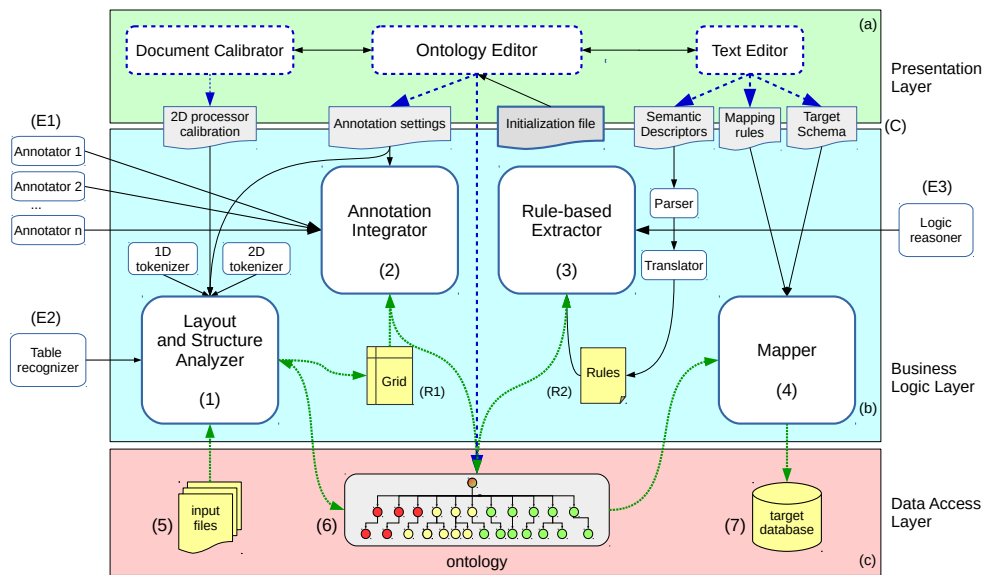 (a)
Document Calibrator
Ontology Editor
Text Editor
Presentation
Layer
2D processor
calibration
Annotation settings
Initialization file
Semantic
Descriptors
Mapping
rules
Target
Schema
(C)
(E1)
Annotator 1
Annotator 2
...
Annotator n
Annotation
Integrator
(2)
Rule-based
Extractor
(3)
Parser
Translator
(E3)
Logic
reasoner
1D
tokenizer
2D
tokenizer
(E2)
Table
recognizer
Layout
and Structure
Analyzer
(1)
Grid
(R1)
(R2)
Rules
Mapper
(4)
Business
Logic Layer
(b)
(5)
input
files
(6)
ontology
(7)
target
database
Data Access
Layer
(c)